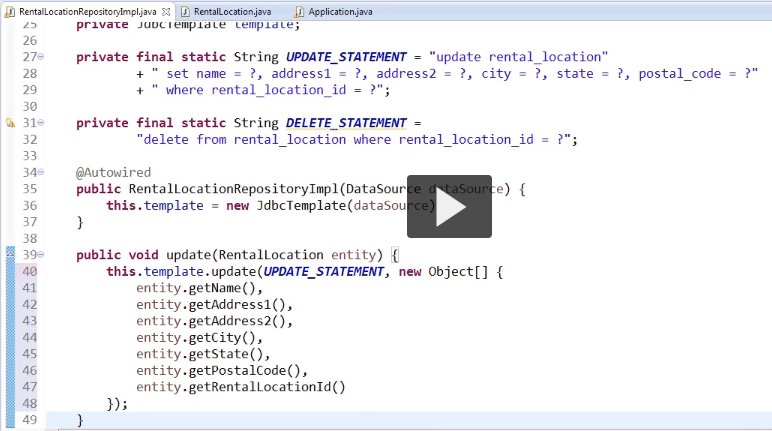 RentalLocationRepositoryImpl.java RentalLocation.java Application.java
25 private JdbcTemplate template;
26
27 private final static String UPDATE_STATEMENT = "update rental_location"
28 + " set name = ?, address1 = ?, address2 = ?, city = ?, state = ?, postal_code = ?"
29 + " where rental_location_id = ?";
30
31 private final static String DELETE_STATEMENT =
32 "delete from rental_location where rental_location_id = ?";
33
34 @Autowired
35 public RentalLocationRepositoryImpl(DataSource dataSource) {
36 this.template = new JdbcTemplate(dataSource)
37 }
38
39 public void update(RentalLocation entity) {
40 this.template.update(UPDATE_STATEMENT, new Object[] {
41 entity.getName(),
42 entity.getAddress1(),
43 entity.getAddress2(),
44 entity.getCity(),
45 entity.getState(),
46 entity.getPostalCode(),
47 entity.getRentalLocationId()
48 });
49 }